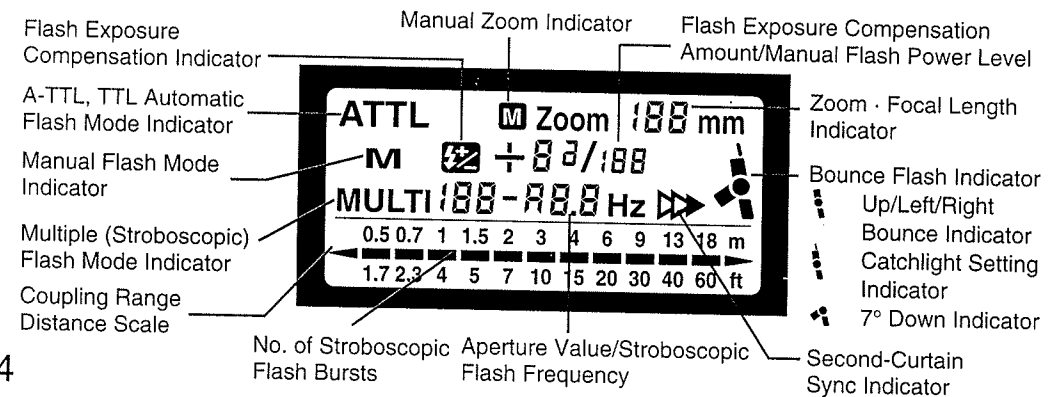 Flash Exposure
Compensation Indicator
Manual Zoom Indicator
Flash Exposure Compensation
Amount/Manual Flash Power Level
A-TTL, TTL Automatic
Flash Mode Indicator
Manual Flash Mode
Indicator
Multiple (Stroboscopic)
Flash Mode Indicator
Coupling Range
Distance Scale
ATTL M Zoom 188 mm
M
MULTI 188 - A8.8 Hz
0.5 0.7 1 1.5 2 3 4 6 9 13 18 m
1.7 2.3 4 5 7 10 15 20 30 40 60 ft
Zoom · Focal Length
Indicator
Bounce Flash Indicator
Up/Left/Right
Bounce Indicator
Catchlight Setting
Indicator
7° Down Indicator
Second-Curtain
Sync Indicator
No. of Stroboscopic
Flash Bursts
Aperture Value/Stroboscopic
Flash Frequency
4